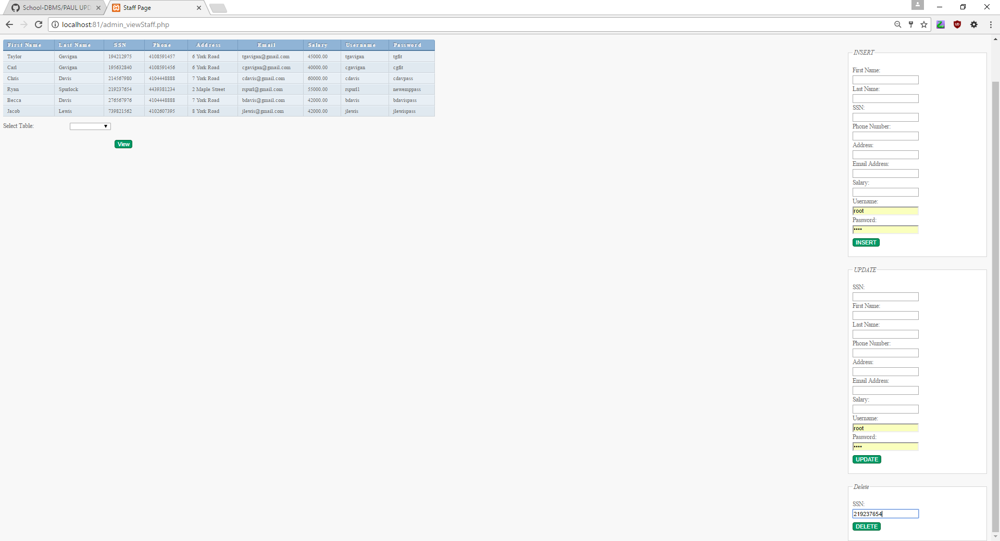 School-DBMS/PAUL UPD
Staff Page
localhost:81/admin_viewStaff.php
First Name Last Name SSN Phone Address Email Salary Username Password
Taylor Gavigan 194212975 4108591457 6 York Road tgavigan@gmail.com 45000.00 tgavigan tgfit
Carl Gavigan 195632840 4108591456 6 York Road cgavigan@gmail.com 40000.00 cgavigan cgfit
Chris Davis 214567980 4104448888 7 York Road cdavis@gmail.com 60000.00 cdavis cdavpass
Ryan Spurlock 219237654 4439381234 2 Maple Street rspurl@gmail.com 55000.00 rspurl1 newemppass
Becca Davis 276567976 4104448888 7 York Road bdavis@gmail.com 42000.00 bdavis bdavispass
Jacob Lewis 739821562 4102607395 8 York Road jlewis@gmail.com 42000.00 jlewis jlewispass
Select Table:
View
INSERT
First Name:
Last Name:
SSN:
Phone Number:
Address:
Email Address:
Salary:
Username:
root
Password:
••••
INSERT
UPDATE
SSN:
First Name:
Last Name:
Phone Number:
Address:
Email Address:
Salary:
Username:
root
Password:
••••
UPDATE
Delete
SSN:
219237654
DELETE